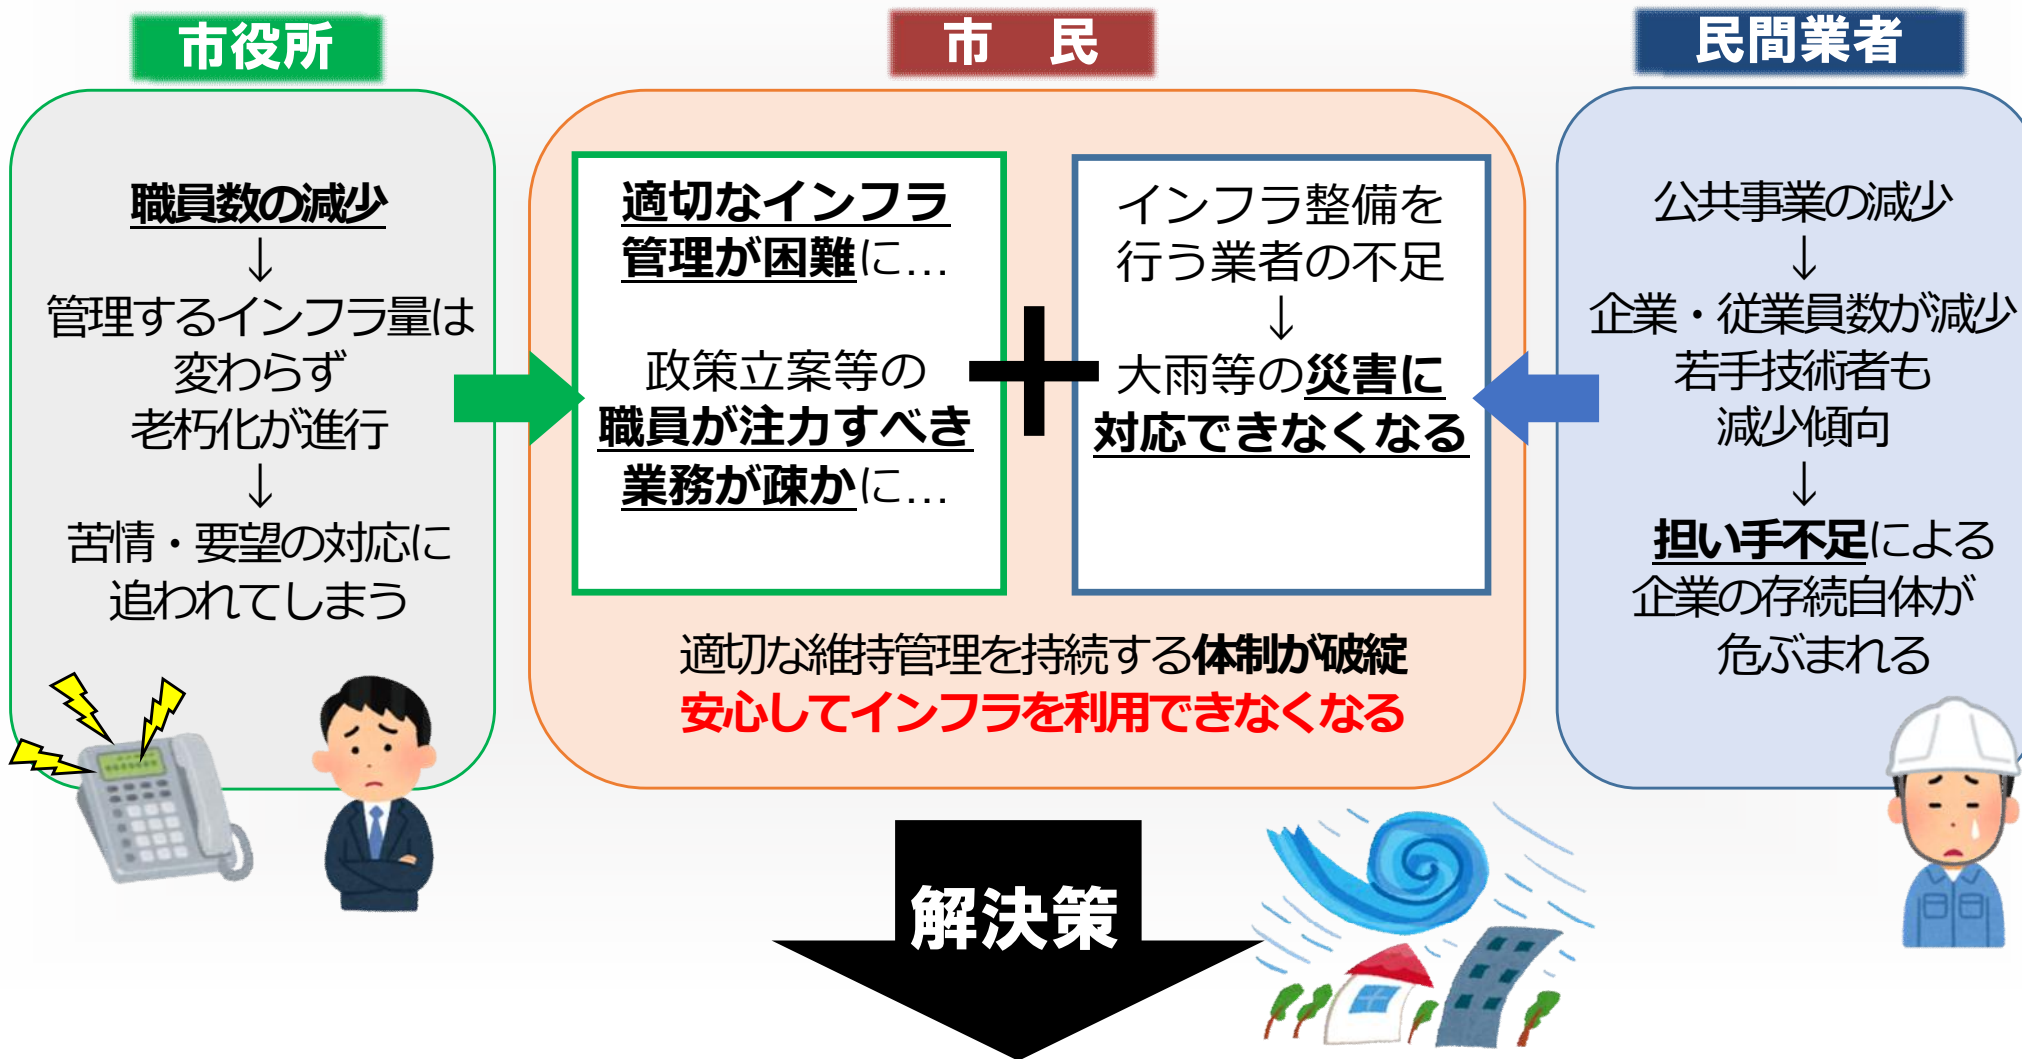 市役所
職員数の減少
↓
管理するインフラ量は
変わらず
老朽化が進行
↓
苦情・要望の対応に
追われてしまう
市　民
適切なインフラ
管理が困難に…
政策立案等の
職員が注力すべき
業務が疎かに…
＋
インフラ整備を
行う業者の不足
↓
大雨等の災害に
対応できなくなる
適切な維持管理を持続する体制が破綻
安心してインフラを利用できなくなる
民間業者
公共事業の減少
↓
企業・従業員数が減少
若手技術者も
減少傾向
↓
担い手不足による
企業の存続自体が
危ぶまれる
解決策